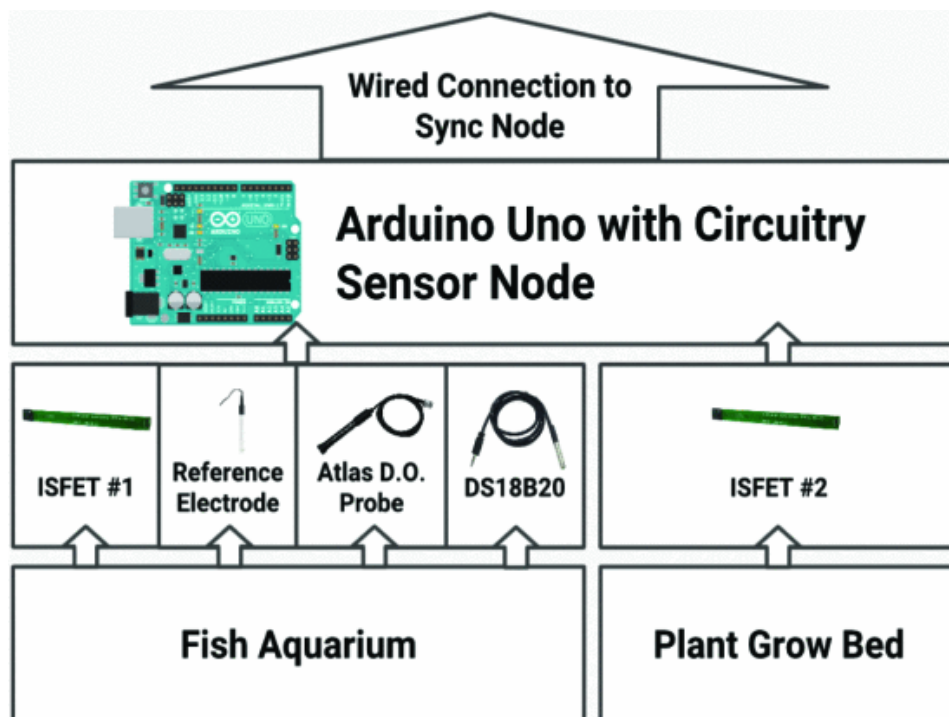 Wired Connection to
Sync Node
UNO
Arduino Uno with Circuitry
Sensor Node
ISFET #1
Reference
Electrode
Atlas D.O.
Probe
DS18B20
ISFET #2
Fish Aquarium
Plant Grow Bed